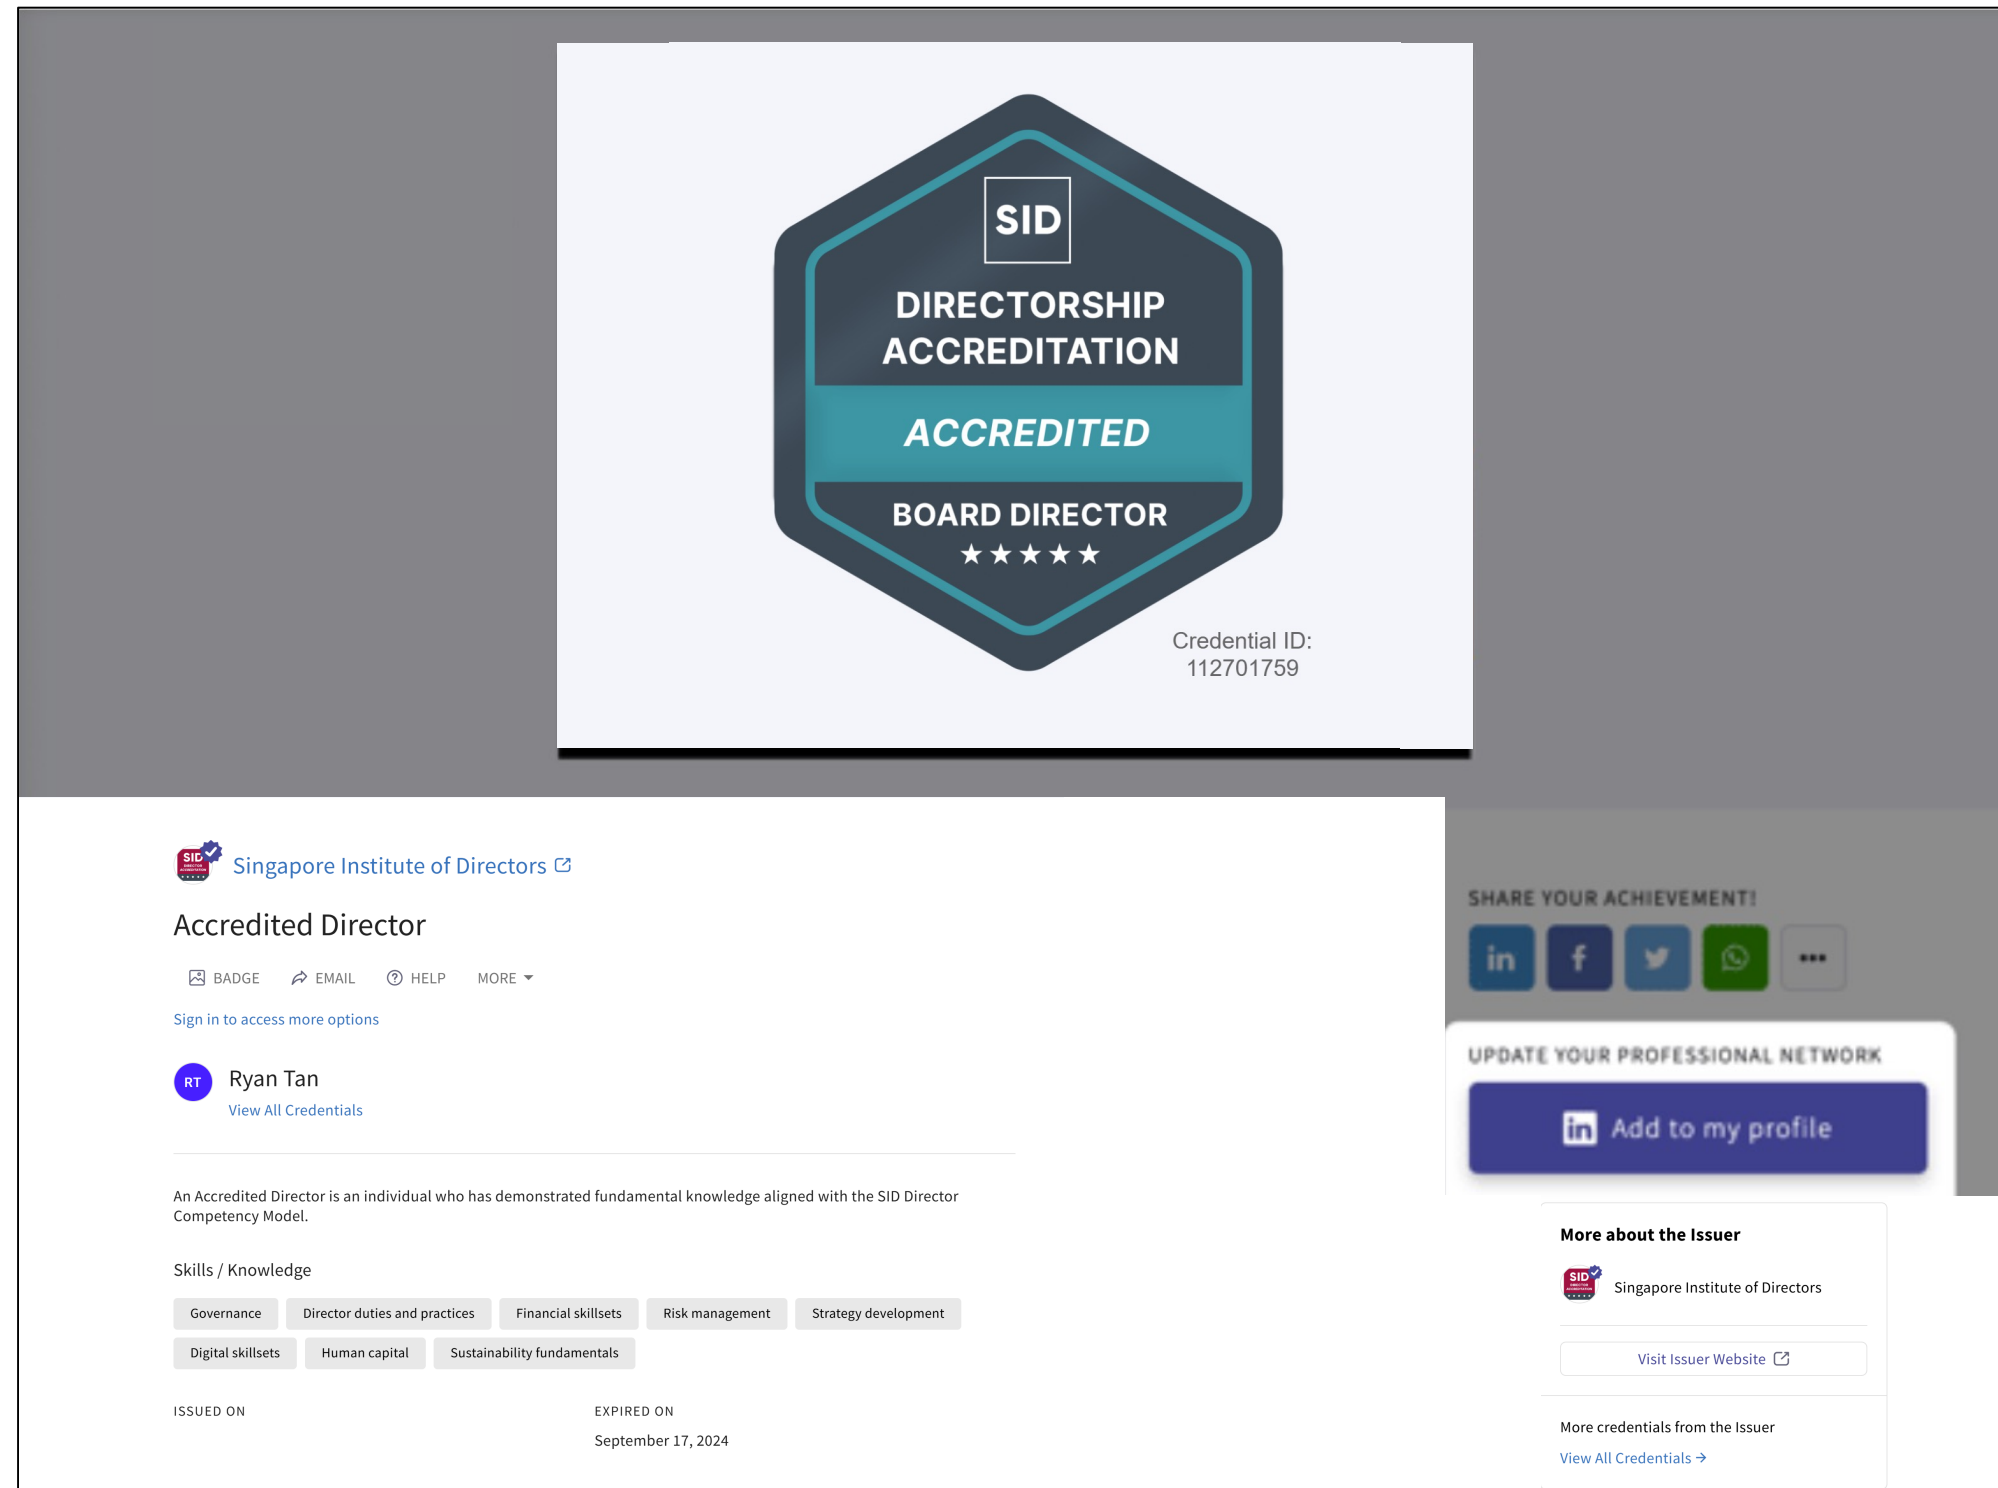 SID
DIRECTORSHIP
ACCREDITATION
ACCREDITED
BOARD DIRECTOR
Credential ID:
112701759
SID
Singapore Institute of Directors
Accredited Director
BADGE EMAIL HELP MORE
Sign in to access more options
RT
Ryan Tan
View All Credentials
An Accredited Director is an individual who has demonstrated fundamental knowledge aligned with the SID Director
Competency Model.
Skills / Knowledge
Governance Director duties and practices Financial skillsets Risk management Strategy development
Digital skillsets Human capital Sustainability fundamentals
ISSUED ON EXPIRED ON
September 17, 2024
SHARE YOUR ACHIEVEMENT!
in f
UPDATE YOUR PROFESSIONAL NETWORK
in Add to my profile
More about the Issuer
SID
Singapore Institute of Directors
Visit Issuer Website
More credentials from the Issuer
View All Credentials →